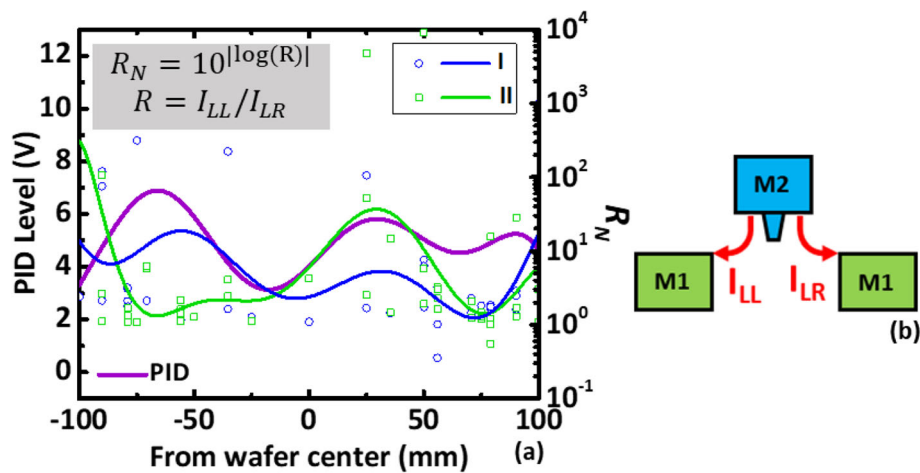 R_N = 10^|log(R)|
R = I_LL/I_LR
I
II
PID
PID Level (V)
12
10
8
6
4
2
0
-100
-50
0
50
100
From wafer center (mm)
(a)
10^4
10^3
10^2
10^1
10^0
10^-1
R_N
M2
M1
I_LL
I_LR
M1
(b)